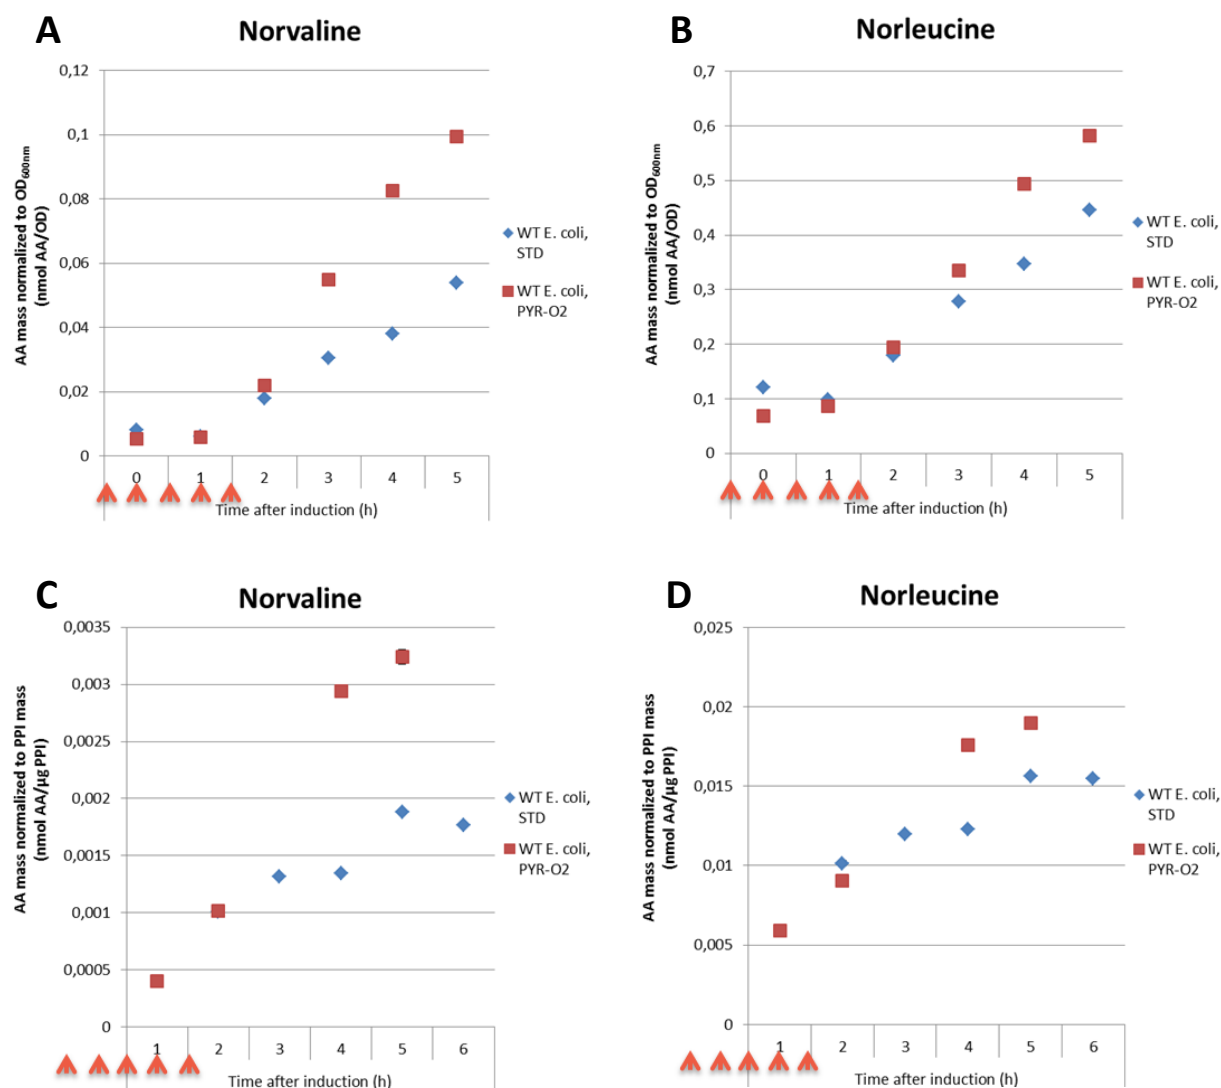 A
Norvaline
0,12
0,1
0,08
0,06
0,04
0,02
0
AA mass normalized to OD600nm
(nmol AA/OD)
0 1 2 3 4 5
Time after induction (h)
WT E. coli,
STD
WT E. coli,
PYR-O2
B
Norleucine
0,7
0,6
0,5
0,4
0,3
0,2
0,1
0
AA mass normalized to OD600nm
(nmol AA/OD)
0 1 2 3 4 5
Time after induction (h)
WT E. coli,
STD
WT E. coli,
PYR-O2
C
Norvaline
0,0035
0,003
0,0025
0,002
0,0015
0,001
0,0005
0
AA mass normalized to PPI mass
(nmol AA/µg PPI)
1 2 3 4 5 6
Time after induction (h)
WT E. coli,
STD
WT E. coli,
PYR-O2
D
Norleucine
0,025
0,02
0,015
0,01
0,005
0
AA mass normalized to PPI mass
(nmol AA/µg PPI)
1 2 3 4 5 6
Time after induction (h)
WT E. coli,
STD
WT E. coli,
PYR-O2